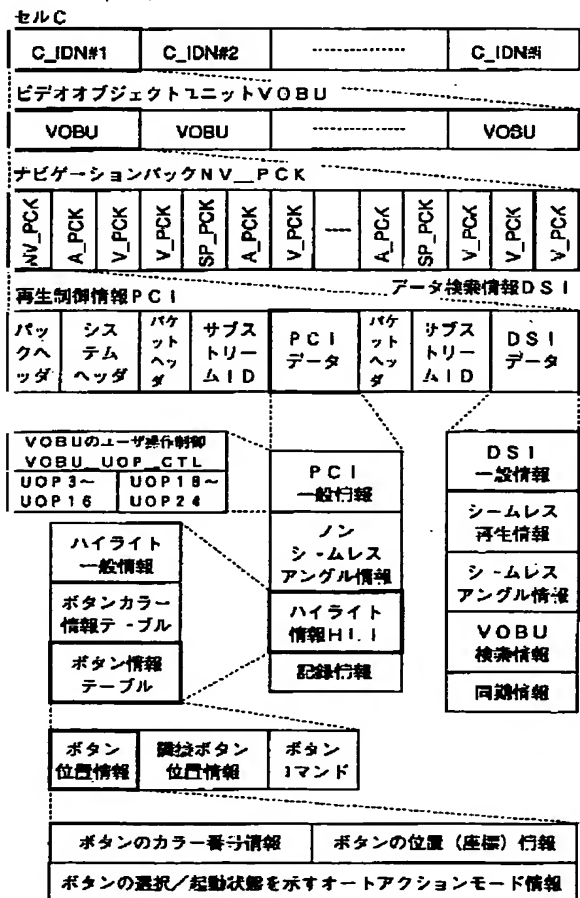 セルC
C_IDN#1 C_IDN#2 C_IDN#i
ビデオオブジェクトユニットVOBU
VOBU VOBU VOBU
ナビゲーションパックNV_PCK
NV_PCK A_PCK V_PCK V_PCK SP_PCK A_PCK V_PCK A_PCK SP_PCK V_PCK V_PCK V_PCK
再生制御情報PCI データ検索情報DSI
パックヘッダ システムヘッダ パケットヘッダ サブストリームID PCIデータ パケットヘッダ サブストリームID DSIデータ
VOBUのユーザ操作制御
VOBU_UOP_CTL
UOP3~ UOP18~
UOP16 UOP24
PCI
一般情報
ノン
シームレス
アングル情報
ハイライト
情報HLI
記録情報
DSI
一般情報
シームレス
再生情報
シームレス
アングル情報
VOBU
検索情報
同期情報
ハイライト
一般情報
ボタンカラー
情報テーブル
ボタン情報
テーブル
ボタン 隣接ボタン ボタン
位置情報 位置情報 コマンド
ボタンのカラー番号情報 ボタンの位置(座標)情報
ボタンの選択/起動状態を示すオートアクションモード情報